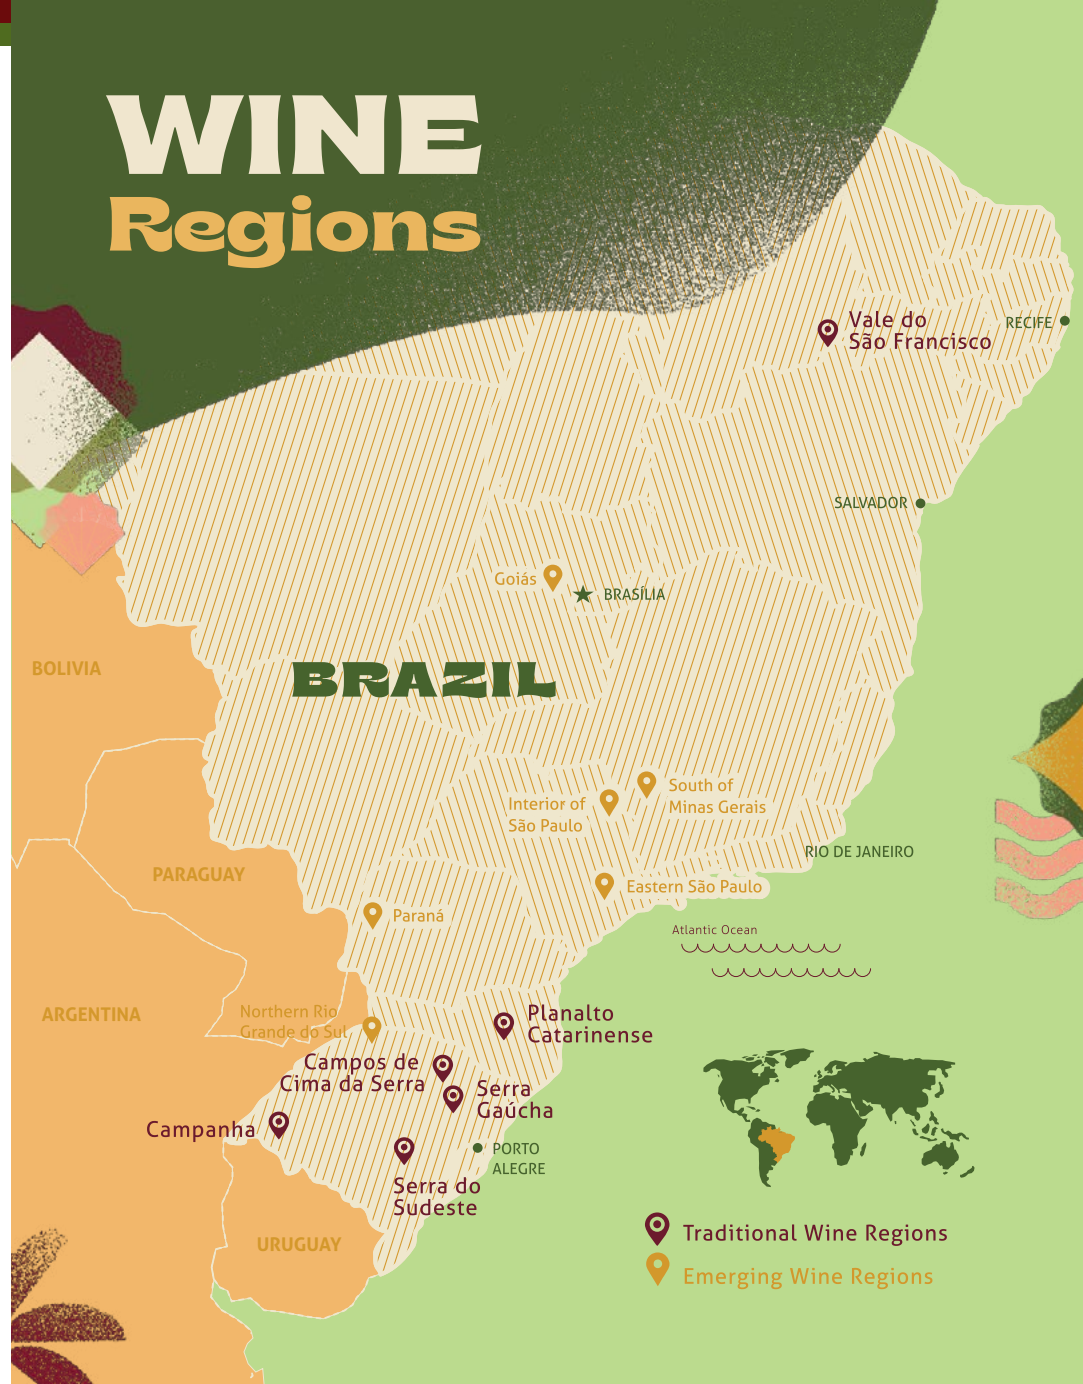 WINE
Regions
Vale do
São Francisco
RECIFE
SALVADOR
Goiás
BRASÍLIA
BOLIVIA
BRAZIL
South of
Minas Gerais
Interior of
São Paulo
RIO DE JANEIRO
PARAGUAY
Eastern São Paulo
Paraná
Atlantic Ocean
ARGENTINA
Northern Rio
Grande do Sul
Planalto
Catarinense
Campos de
Cima da Serra
Serra
Gaúcha
Campanha
PORTO
ALEGRE
Serra do
Sudeste
URUGUAY
Traditional Wine Regions
Emerging Wine Regions